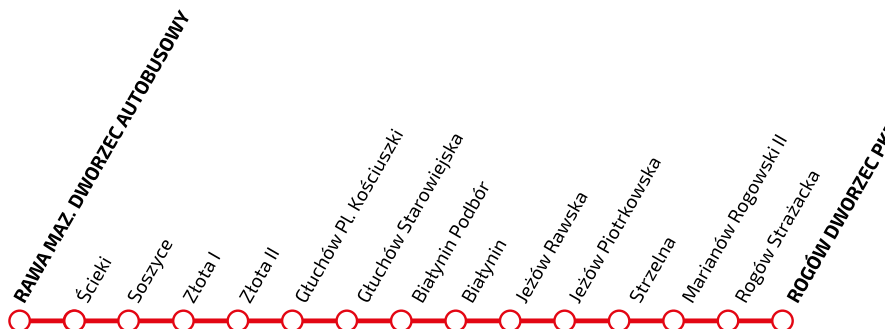 RAWA MAZ. DWORZEC AUTOBUSOWY
Ścieki
Soszyce
Złota I
Złota II
Głuchów Pl. Kościuszki
Głuchów Starowiejska
Białynin Podbór
Białynin
Jeżów Rawska
Jeżów Piotrkowska
Strzelna
Marianów Rogowski II
Rogów Strażacka
ROGÓW DWORZEC